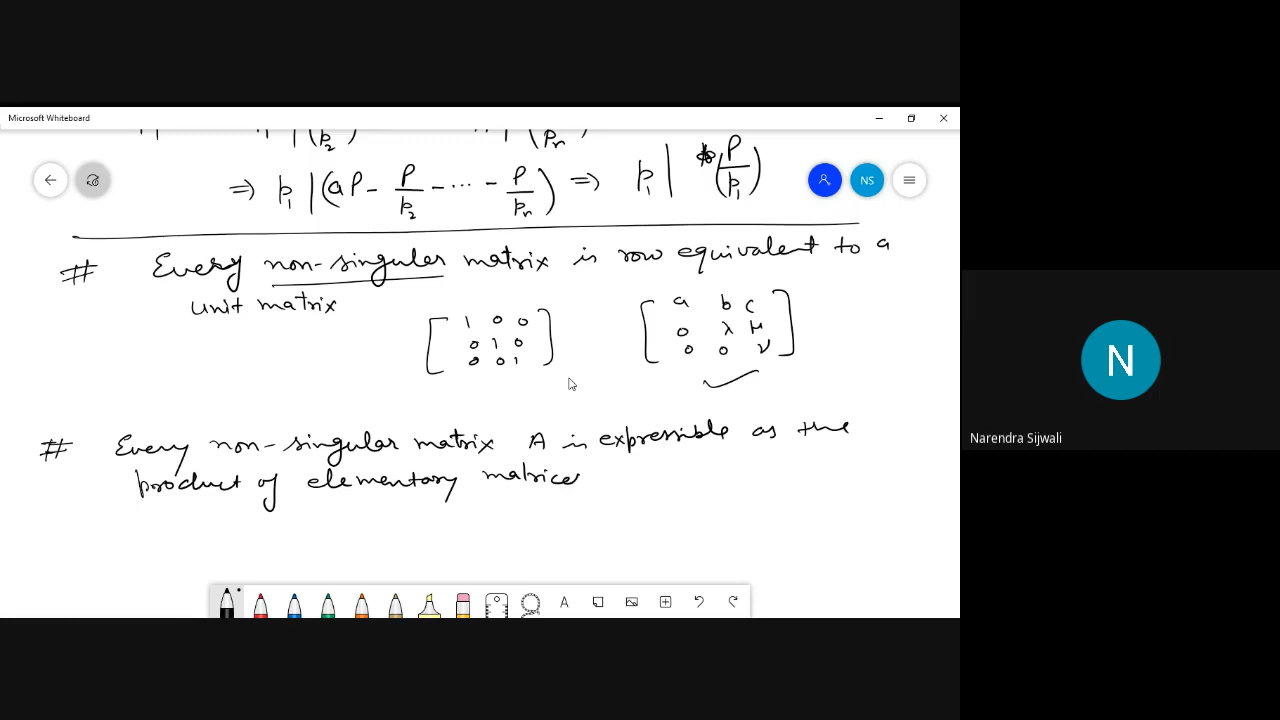 Microsoft Whiteboard
⇒ p₁ | (aP - P/p₂ - ... - P/pₙ) ⇒ p₁ | (P/p₁)
NS
# Every non-singular matrix is row equivalent to a
unit matrix
1 0 0 a b c
0 1 0 0 λ μ
0 0 1 0 0 ν
# Every non-singular matrix A is expressible as the
product of elementary matrices
N
Narendra Sijwali
A